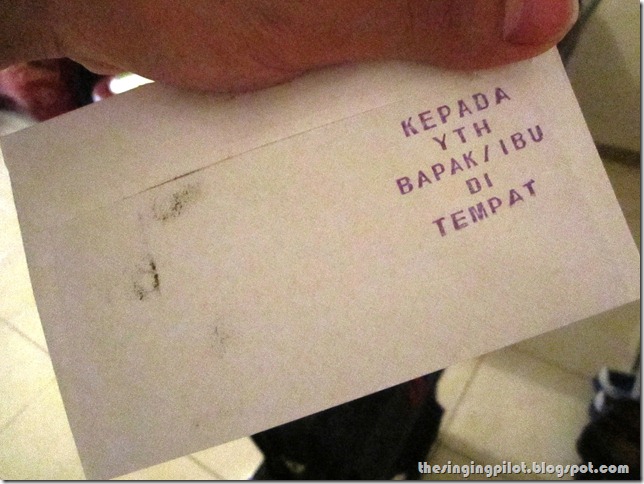 KEPADA
YTH
BAPAK/IBU
DI
TEMPAT
thesingingpilot.blogspot.com